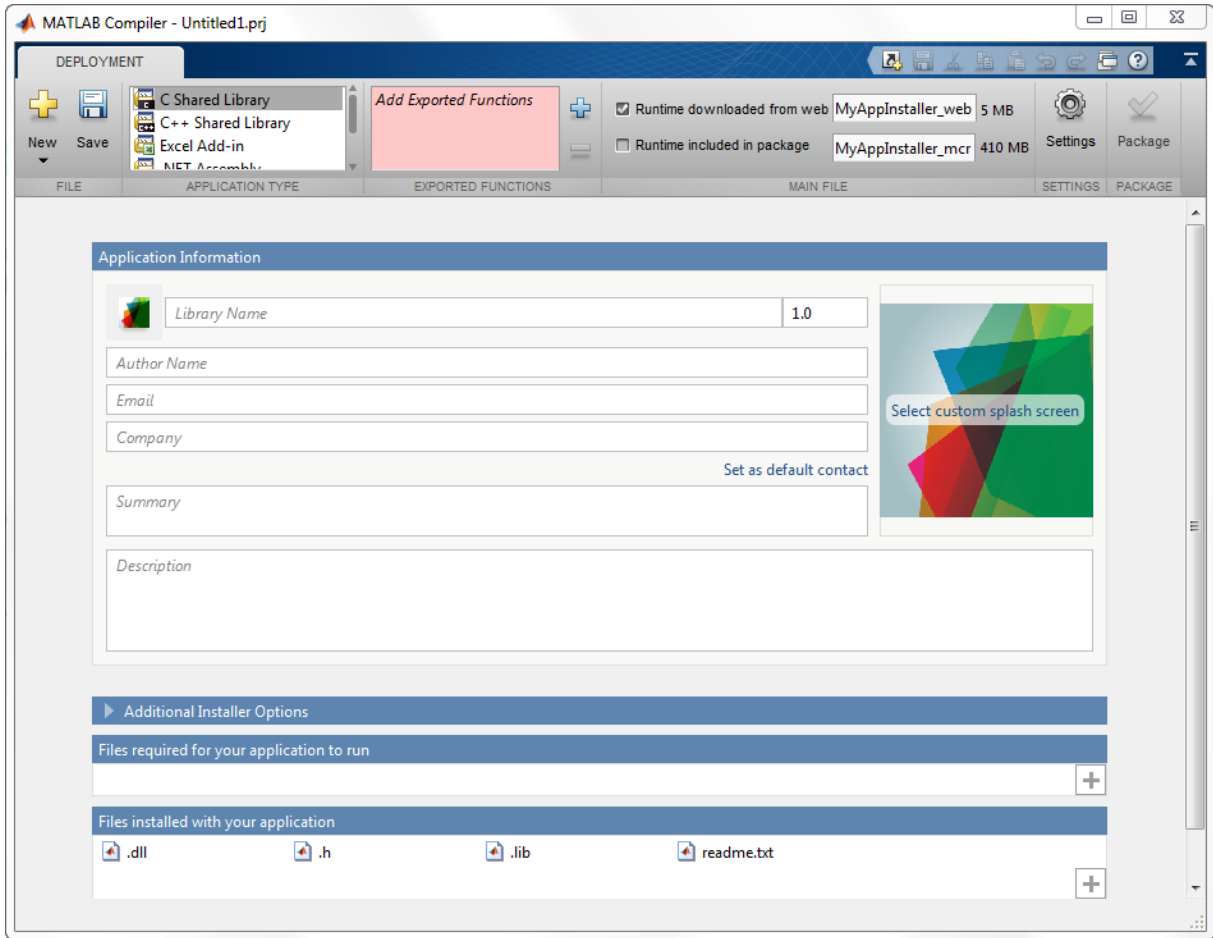 MATLAB Compiler - Untitled1.prj
DEPLOYMENT
New
Save
C Shared Library
C++ Shared Library
Excel Add-in
.NET Assembly
Add Exported Functions
Runtime downloaded from web MyAppInstaller_web 5 MB
Runtime included in package MyAppInstaller_mcr 410 MB
Settings
Package
FILE APPLICATION TYPE EXPORTED FUNCTIONS MAIN FILE SETTINGS PACKAGE
Application Information
Library Name 1.0
Author Name
Email
Select custom splash screen
Company
Set as default contact
Summary
Description
Additional Installer Options
Files required for your application to run
Files installed with your application
.dll .h .lib readme.txt